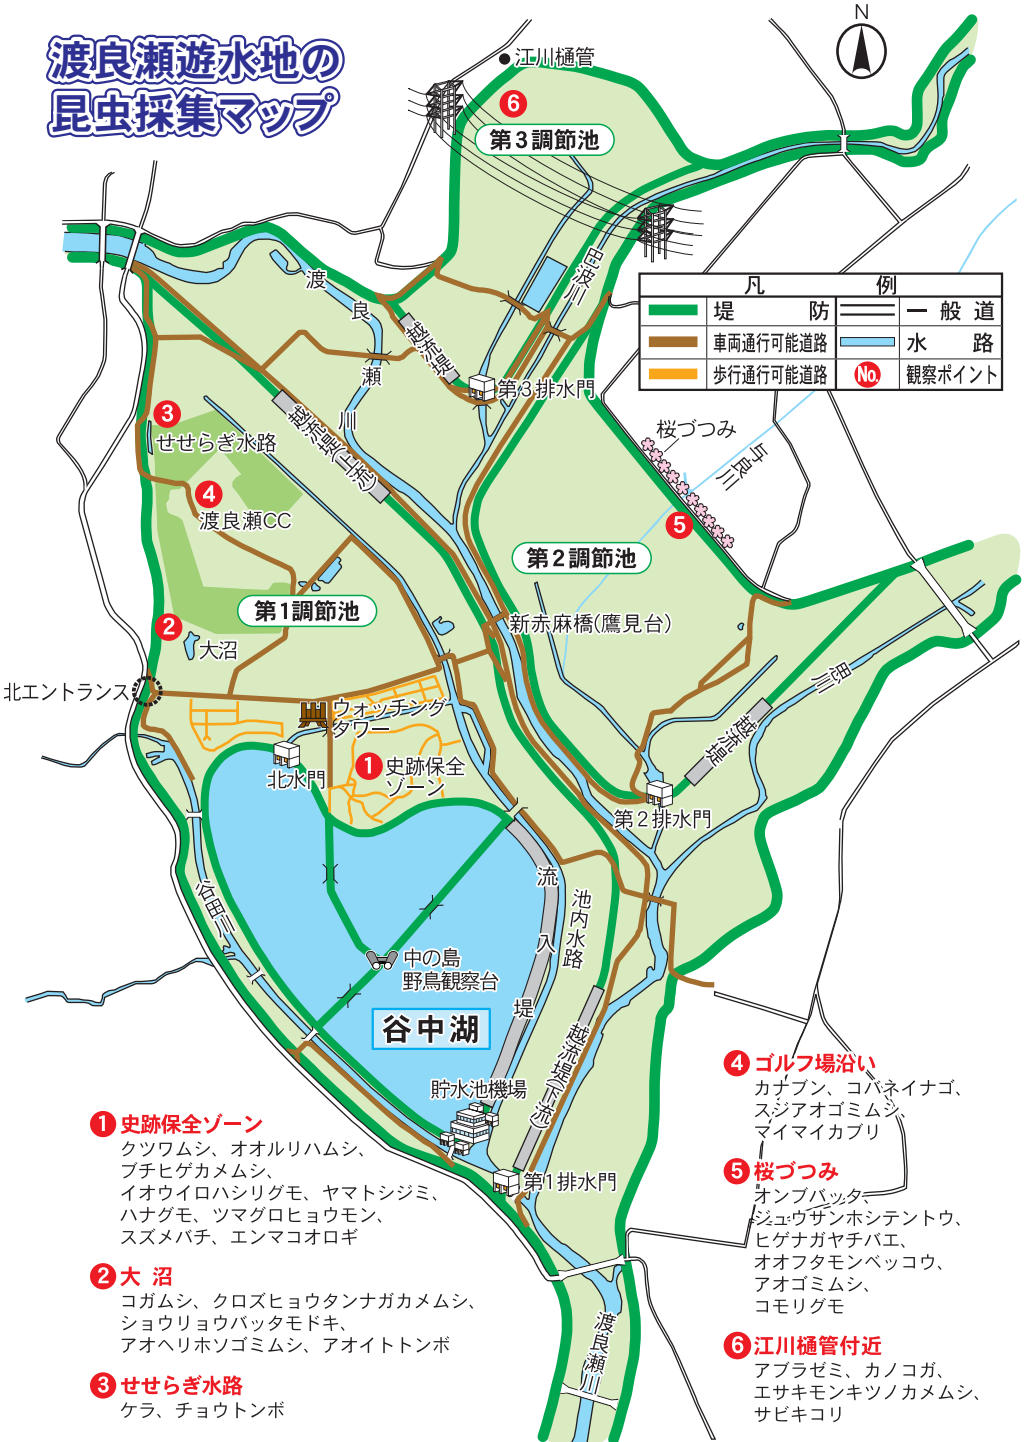 渡良瀬遊水地の
昆虫採集マップ
N
江川樋管
6
第3調節池
凡例
堤防
一般道
車両通行可能道路
水路
歩行通行可能道路
No.
観察ポイント
渡良瀬川
巴波川
越流堤
第3排水門
3
せせらぎ水路
越流堤(上流)
桜づつみ
与良川
4
渡良瀬CC
5
第2調節池
第1調節池
2
大沼
新赤麻橋(鷹見台)
北エントランス
思川
ウォッチング
タワー
越流堤
1
史跡保全
ゾーン
北水門
第2排水門
谷田川
流入堤
池内水路
中の島
野鳥観察台
谷中湖
越流堤(下流)
貯水池機場
第1排水門
渡良瀬川
1 史跡保全ゾーン
クツワムシ、オオルリハムシ、
ブチヒゲカメムシ、
イオウイロハシリグモ、ヤマトシジミ、
ハナグモ、ツマグロヒョウモン、
スズメバチ、エンマコオロギ
2 大 沼
コガムシ、クロズヒョウタンナガカメムシ、
ショウリョウバッタモドキ、
アオヘリホソゴミムシ、アオイトトンボ
3 せせらぎ水路
ケラ、チョウトンボ
4 ゴルフ場沿い
カナブン、コバネイナゴ、
スジアオゴミムシ、
マイマイカブリ
5 桜づつみ
オンブバッタ、
ジュウサンホシテントウ、
ヒゲナガヤチバエ、
オオフタモンベッコウ、
アオゴミムシ、
コモリグモ
6 江川樋管付近
アブラゼミ、カノコガ、
エサキモンキツノカメムシ、
サビキコリ